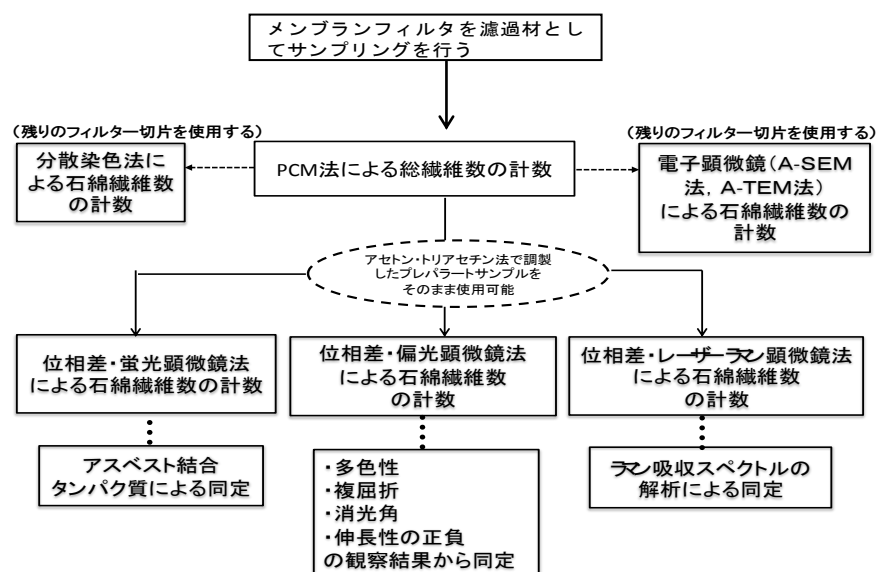 メンブランフィルタを濾過材とし
てサンプリングを行う
(残りのフィルター切片を使用する)
分散染色法に
よる石綿繊維数
の計数
PCM法による総繊維数の計数
(残りのフィルター切片を使用する)
電子顕微鏡(A-SEM
法, A-TEM法)
による石綿繊維数の
計数
アセトン・トリアセチン法で調製
したプレパラートサンプルを
そのまま使用可能
位相差・蛍光顕微鏡法
による石綿繊維数の計数
位相差・偏光顕微鏡法
による石綿繊維数
の計数
位相差・レーザーラマン顕微鏡法
による石綿繊維数
の計数
アスベスト結合
タンパク質による同定
・多色性
・複屈折
・消光角
・伸長性の正負
の観察結果から同定
ラマン吸収スペクトルの
解析による同定